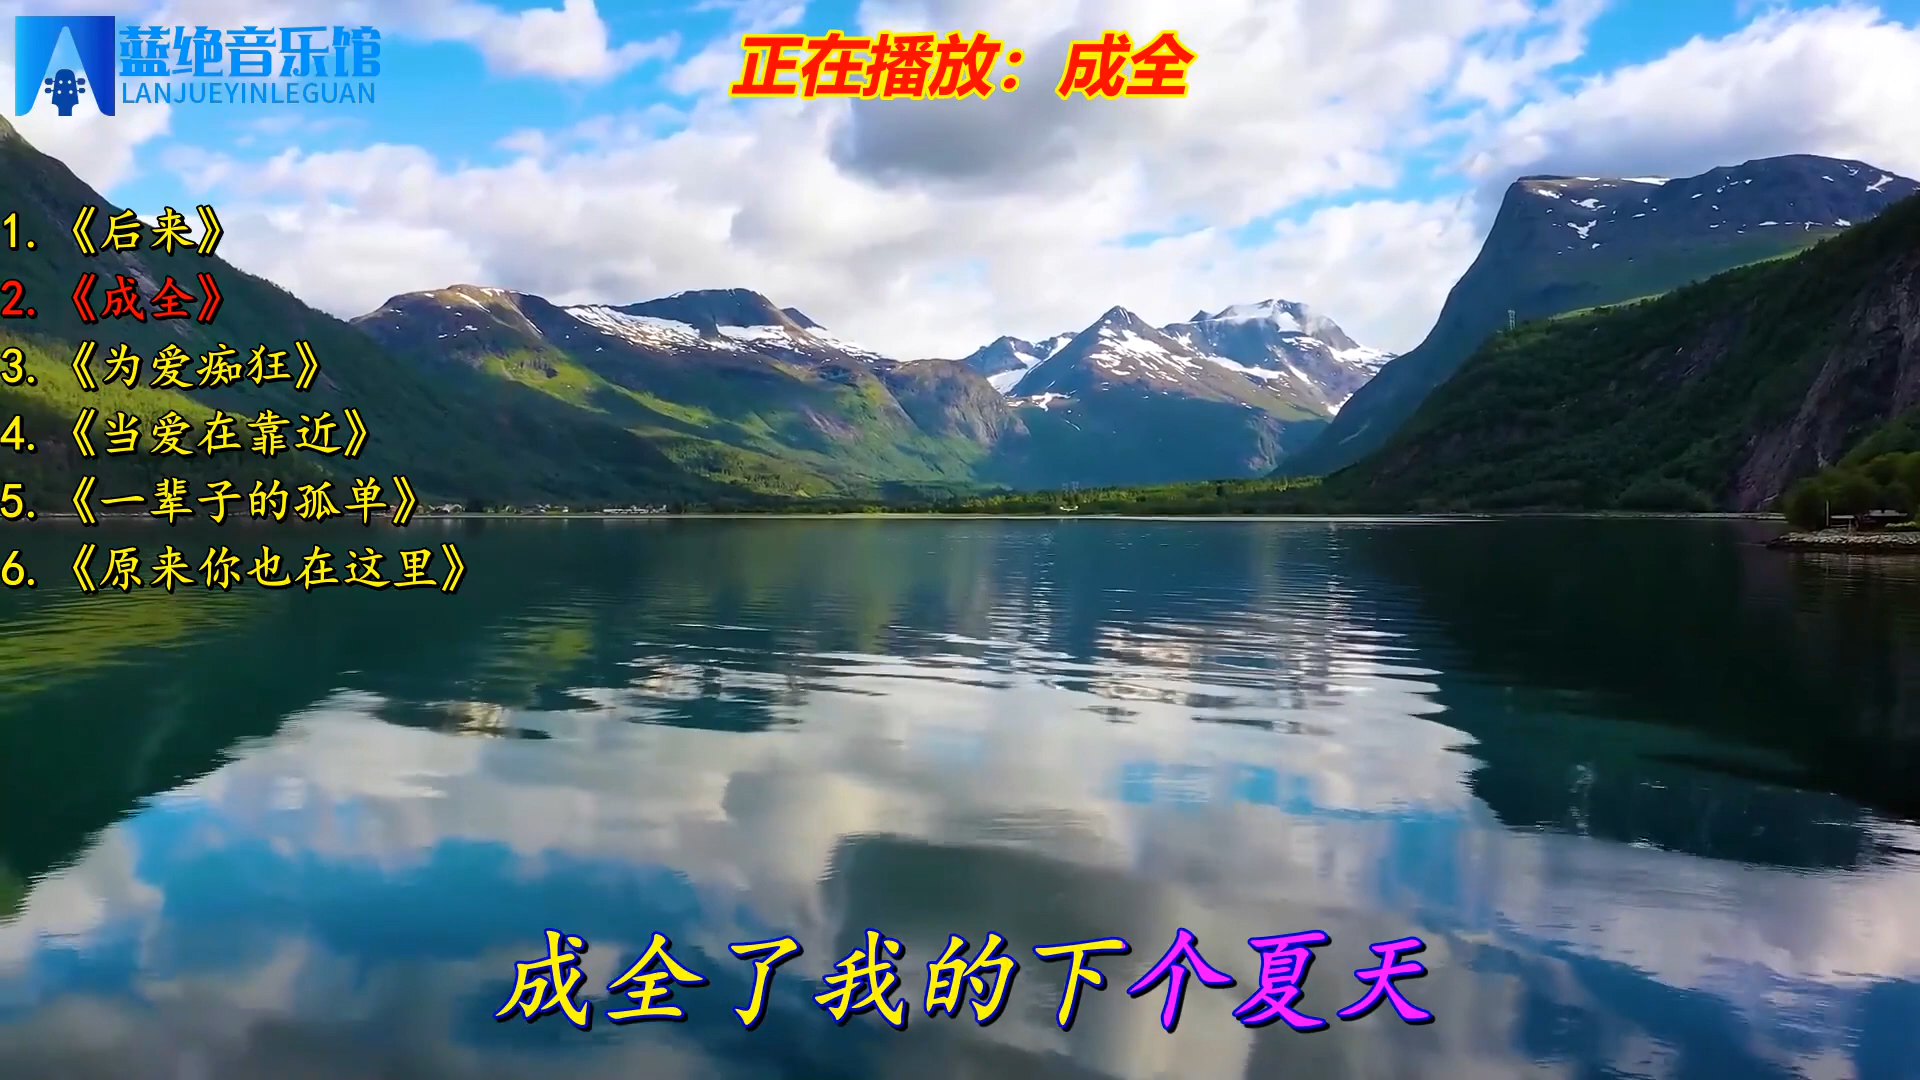 蓝绝音乐馆
LANJUEYINLEGUAN
正在播放：成全
1.《后来》
2.《成全》
3.《为爱痴狂》
4.《当爱在靠近》
5.《一辈子的孤单》
6.《原来你也在这里》
成全了我的下个夏天